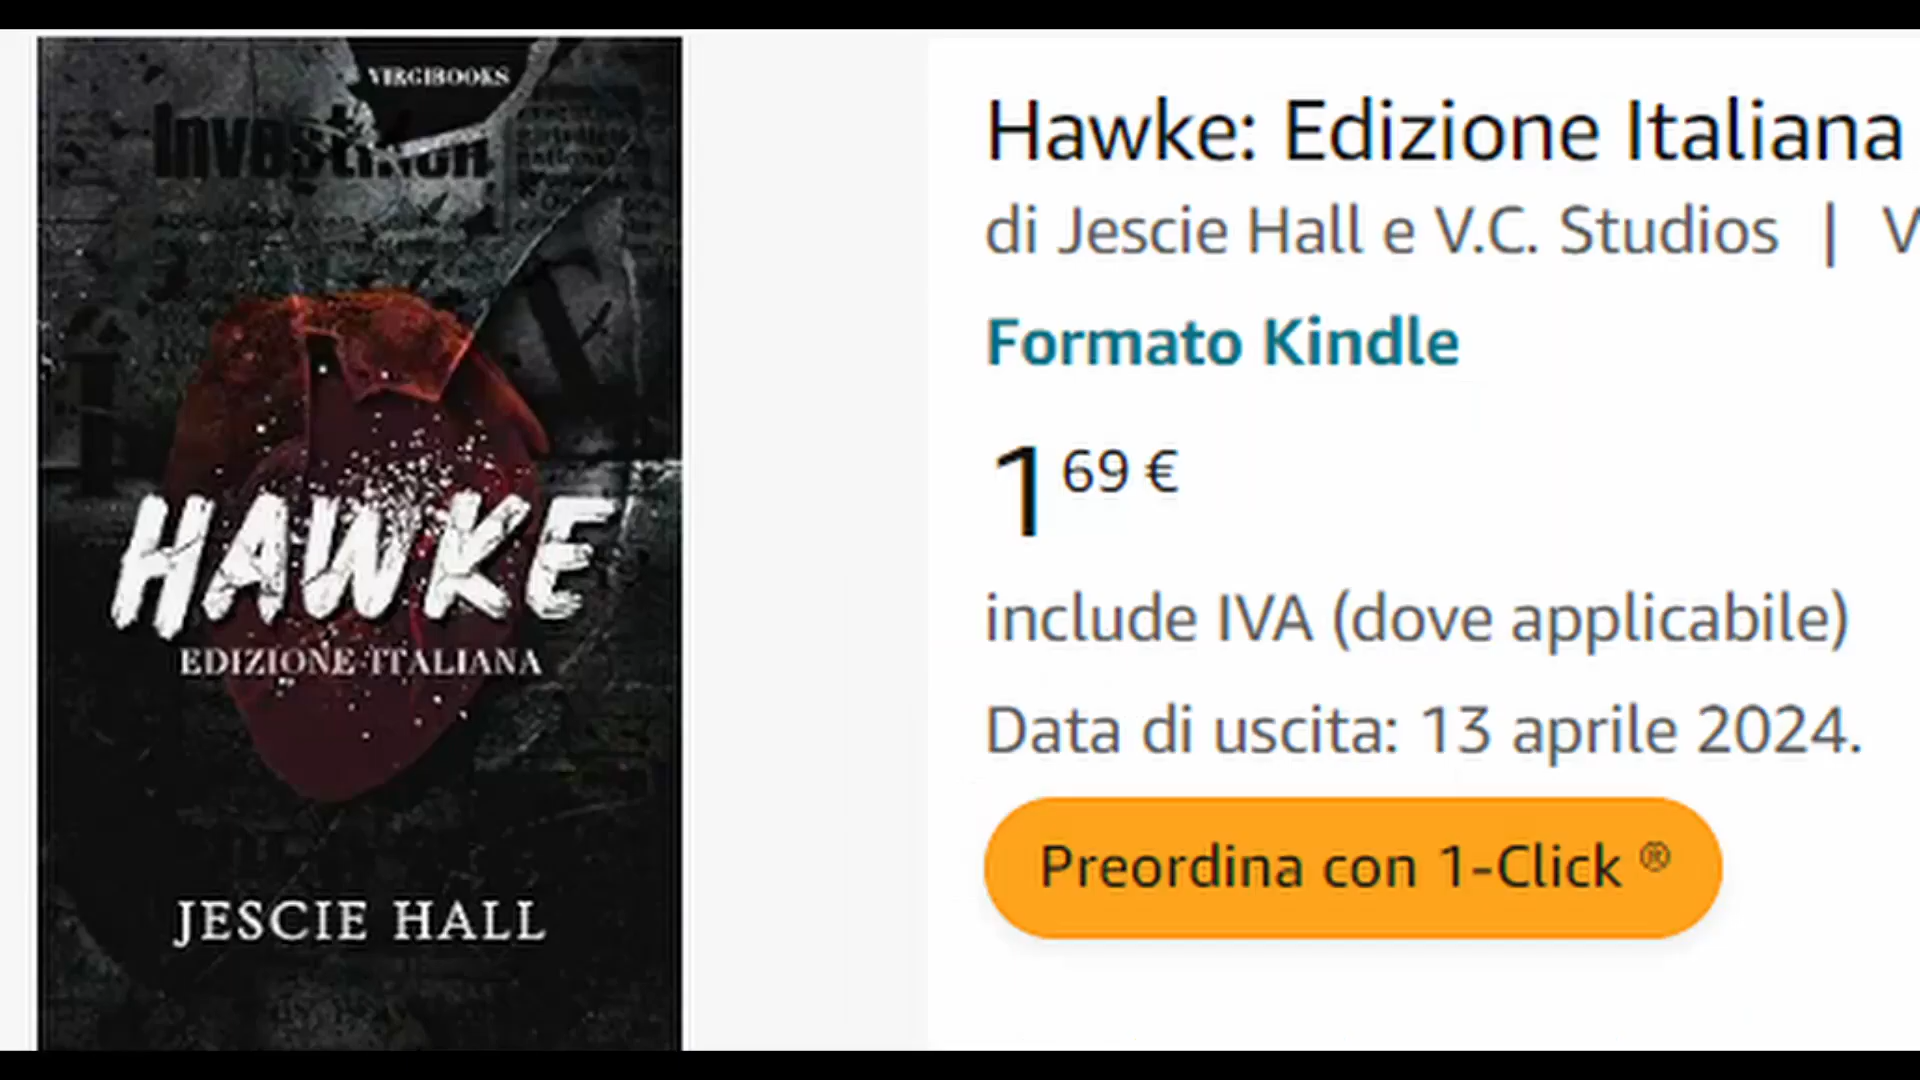 VIRGIBOOKS
HAWKE
EDIZIONE ITALIANA
JESCIE HALL
Hawke: Edizione Italiana
di Jescie Hall e V.C. Studios | V
Formato Kindle
1 69 €
include IVA (dove applicabile)
Data di uscita: 13 aprile 2024.
Preordina con 1-Click ®